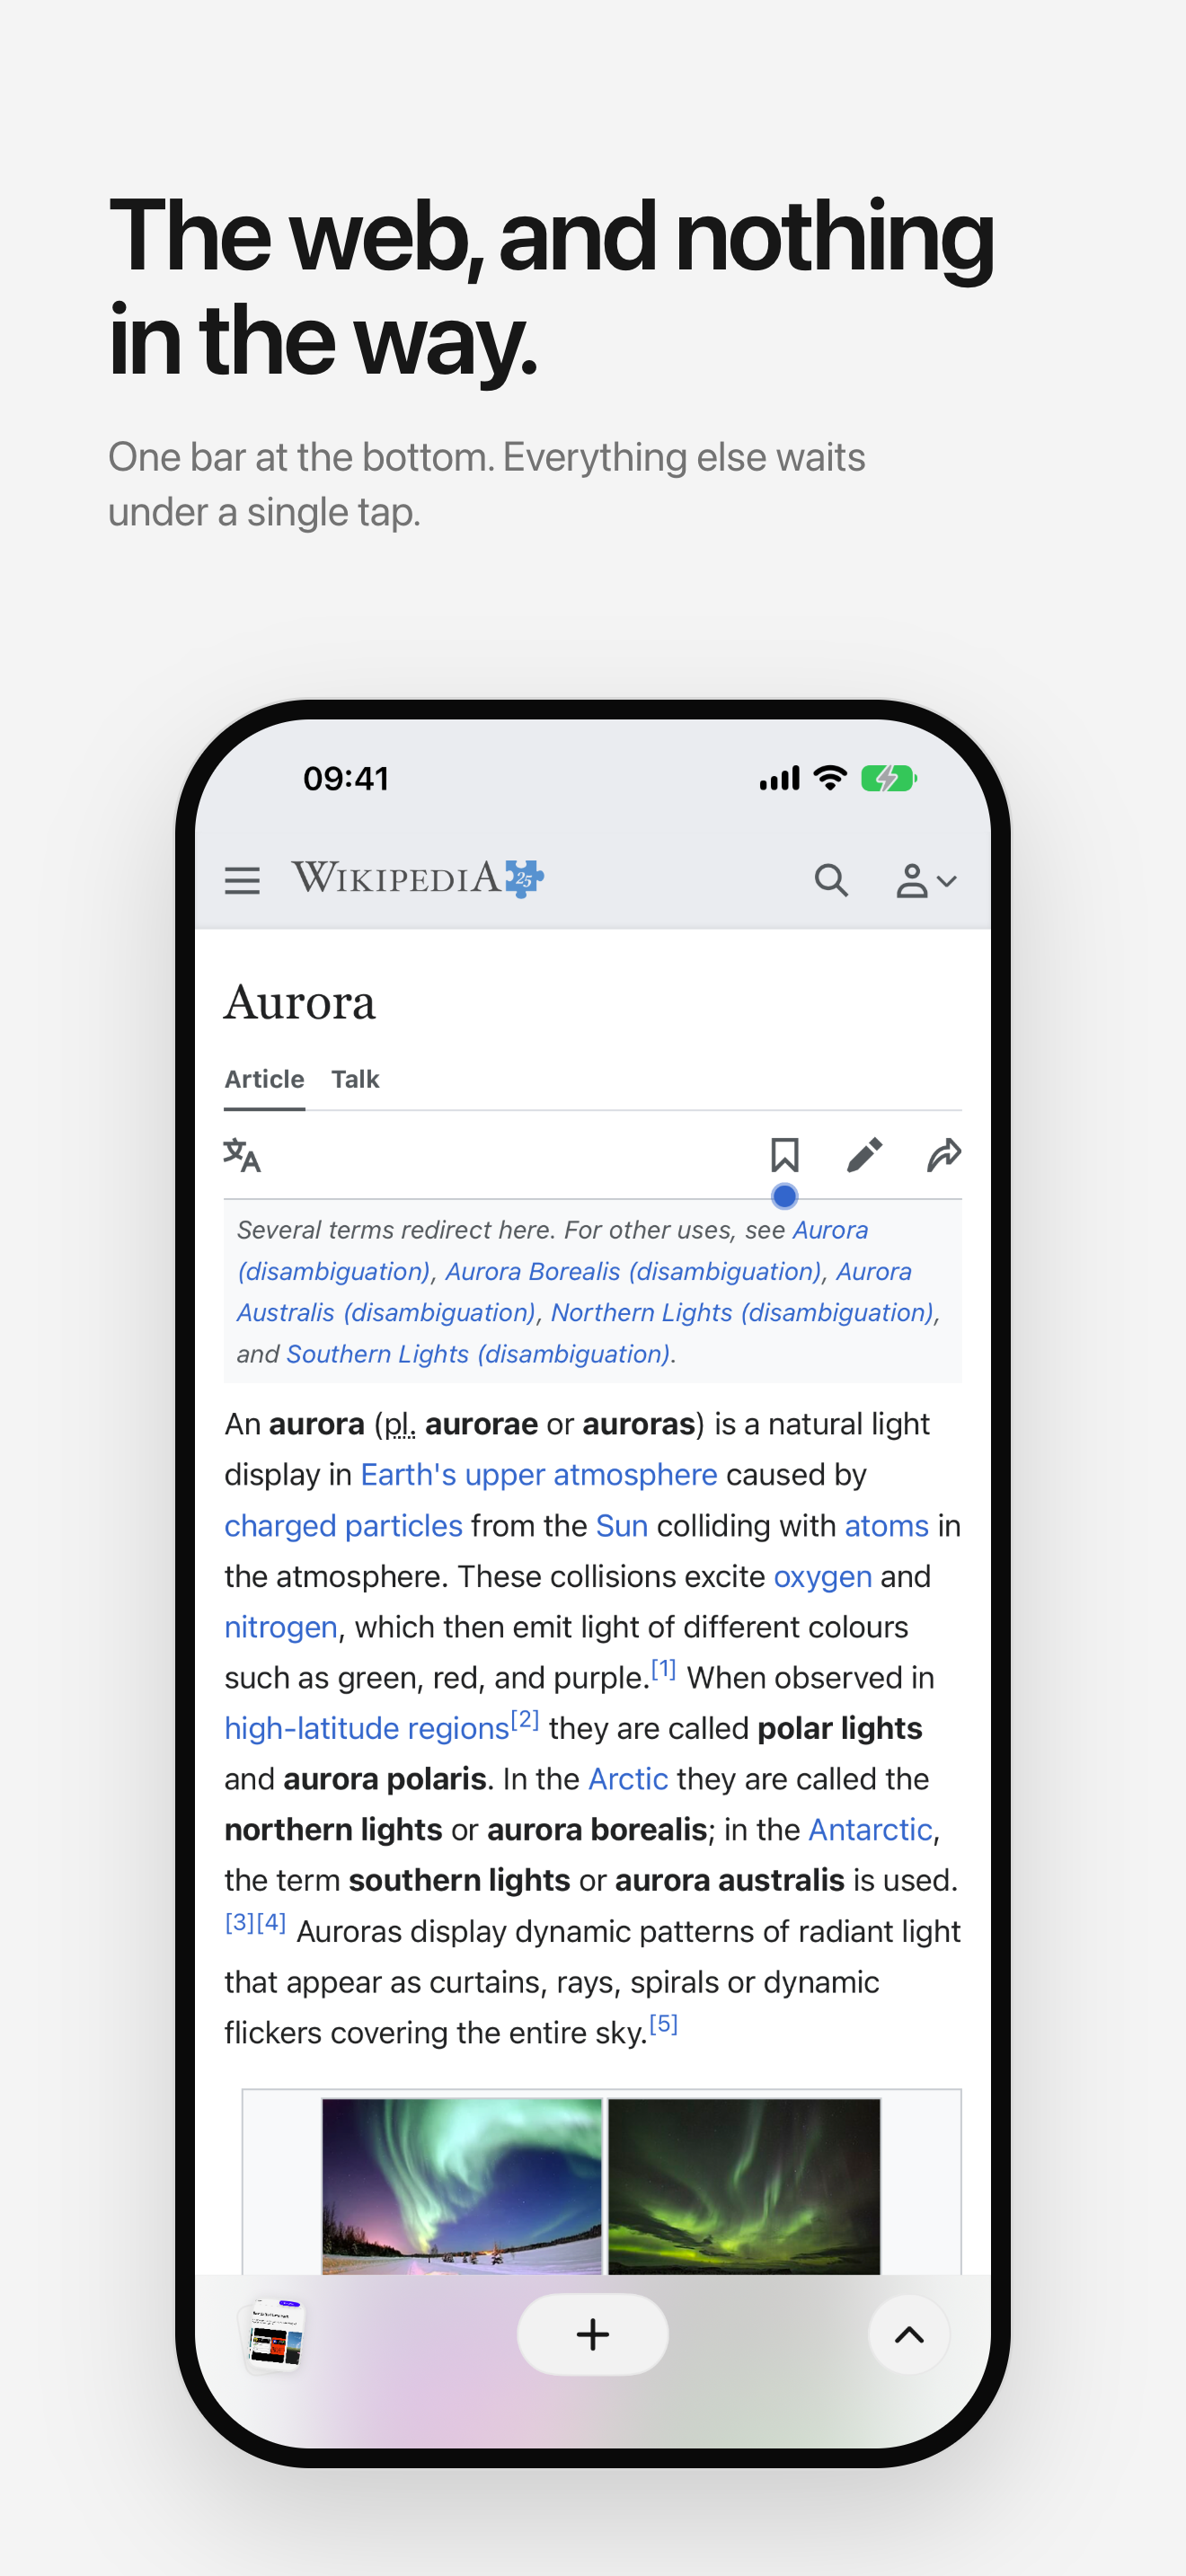 The web, and nothing
in the way.
One bar at the bottom. Everything else waits
under a single tap.
09:41
WIKIPEDIA 25
Aurora
Article Talk
文A
Several terms redirect here. For other uses, see Aurora
(disambiguation), Aurora Borealis (disambiguation), Aurora
Australis (disambiguation), Northern Lights (disambiguation),
and Southern Lights (disambiguation).
An aurora (pl. aurorae or auroras) is a natural light
display in Earth's upper atmosphere caused by
charged particles from the Sun colliding with atoms in
the atmosphere. These collisions excite oxygen and
nitrogen, which then emit light of different colours
such as green, red, and purple.[1] When observed in
high-latitude regions[2] they are called polar lights
and aurora polaris. In the Arctic they are called the
northern lights or aurora borealis; in the Antarctic,
the term southern lights or aurora australis is used.
[3][4] Auroras display dynamic patterns of radiant light
that appear as curtains, rays, spirals or dynamic
flickers covering the entire sky.[5]